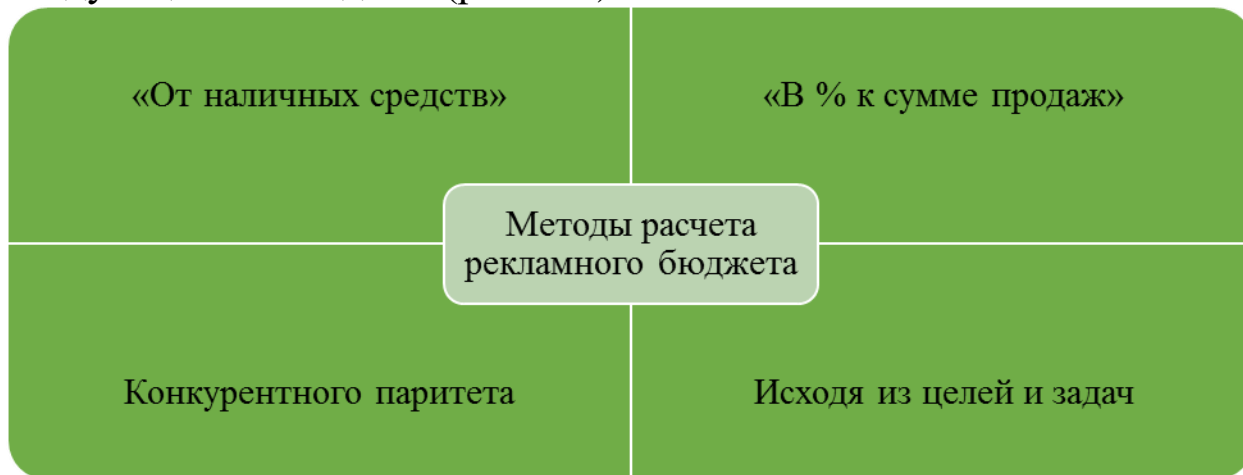 «От наличных средств»
«В % к сумме продаж»
Методы расчета
рекламного бюджета
Конкурентного паритета
Исходя из целей и задач